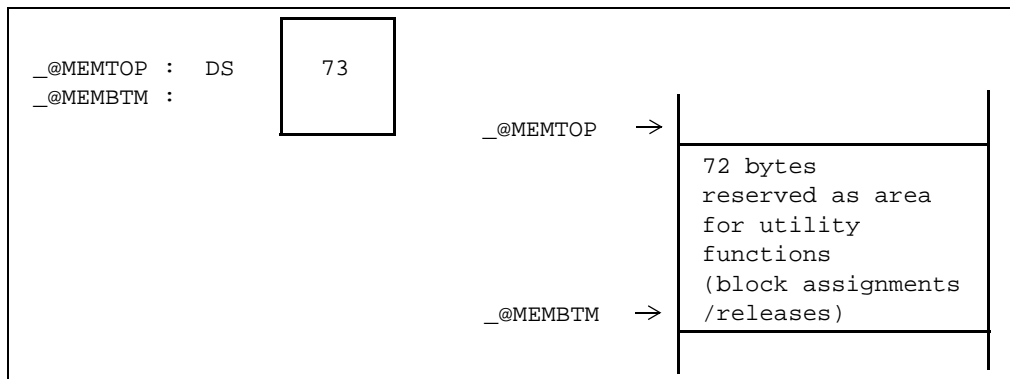 _@MEMTOP : DS 73
_@MEMBTM :
_@MEMTOP →
72 bytes
reserved as area
for utility
functions
(block assignments
_@MEMBTM → /releases)